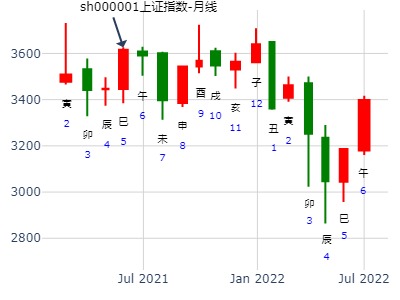 sh000001上证指数-月线
3600
3400
3200
3000
2800
寅
2
卯
3
辰
4
巳
5
午
6
未
7
申
8
酉
9
戌
10
亥
11
子
12
丑
1
寅
2
卯
3
辰
4
巳
5
午
6
Jul 2021
Jan 2022
Jul 2022